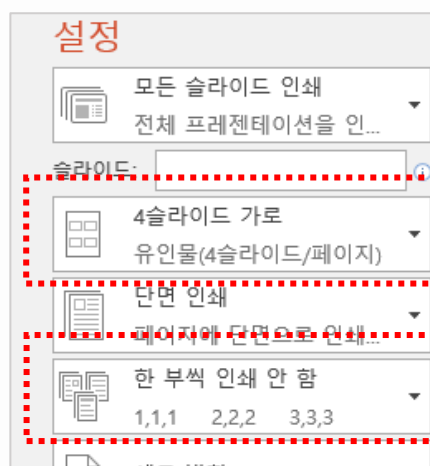 설정
모든 슬라이드 인쇄
전체 프레젠테이션을 인...
슬라이드:
4슬라이드 가로
유인물(4슬라이드/페이지)
단면 인쇄
페이지에 단면으로 인쇄...
한 부씩 인쇄 안 함
1,1,1 2,2,2 3,3,3